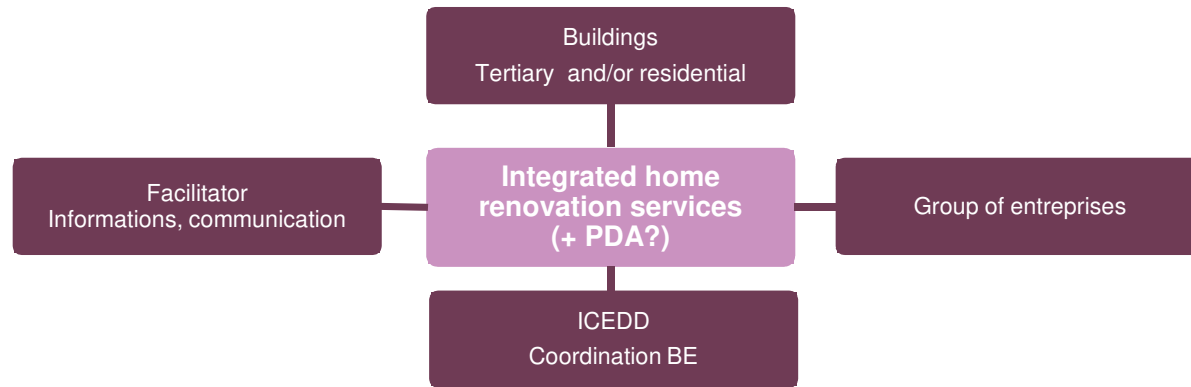 Buildings
Tertiary and/or residential
Facilitator
Informations, communication
Integrated home
renovation services
(+ PDA?)
Group of entreprises
ICEDD
Coordination BE